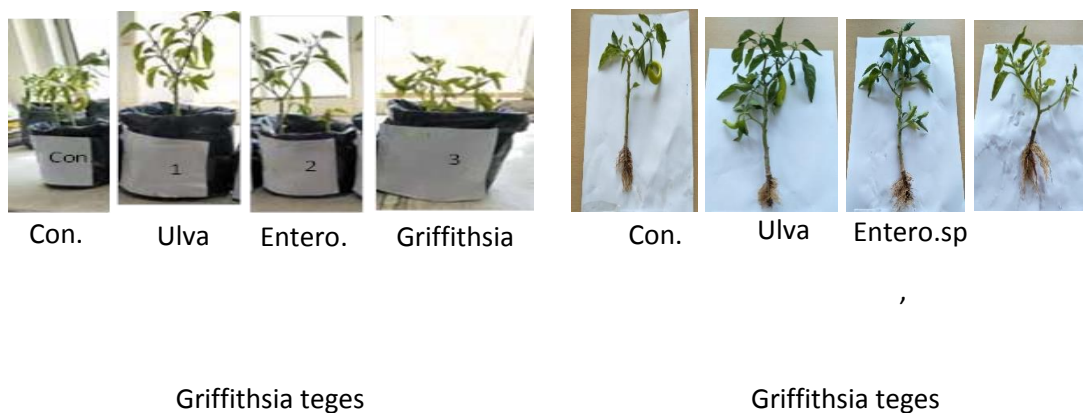 Con
1
2
3
Con.
Ulva
Entero.
Griffithsia
Con.
Ulva
Entero.sp
,
Griffithsia teges
Griffithsia teges